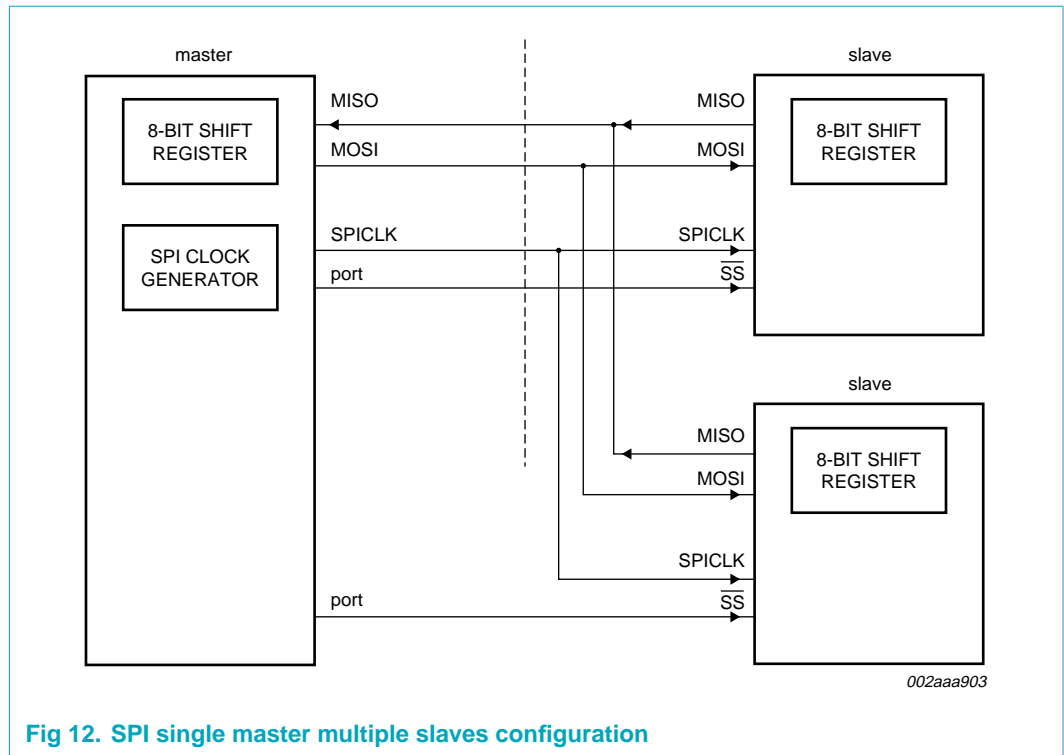 master
slave
MISO
MISO
8-BIT SHIFT
REGISTER
8-BIT SHIFT
REGISTER
MOSI
MOSI
SPICLK
SPICLK
SPI CLOCK
GENERATOR
port
S̅S̅
slave
MISO
8-BIT SHIFT
REGISTER
MOSI
SPICLK
port
S̅S̅
002aaa903
Fig 12. SPI single master multiple slaves configuration